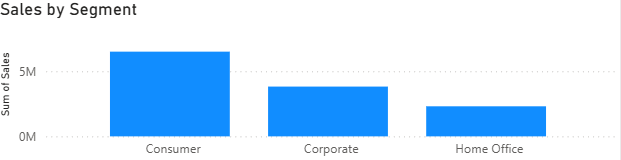 Sales by Segment
Sum of Sales
5M
0M
Consumer
Corporate
Home Office